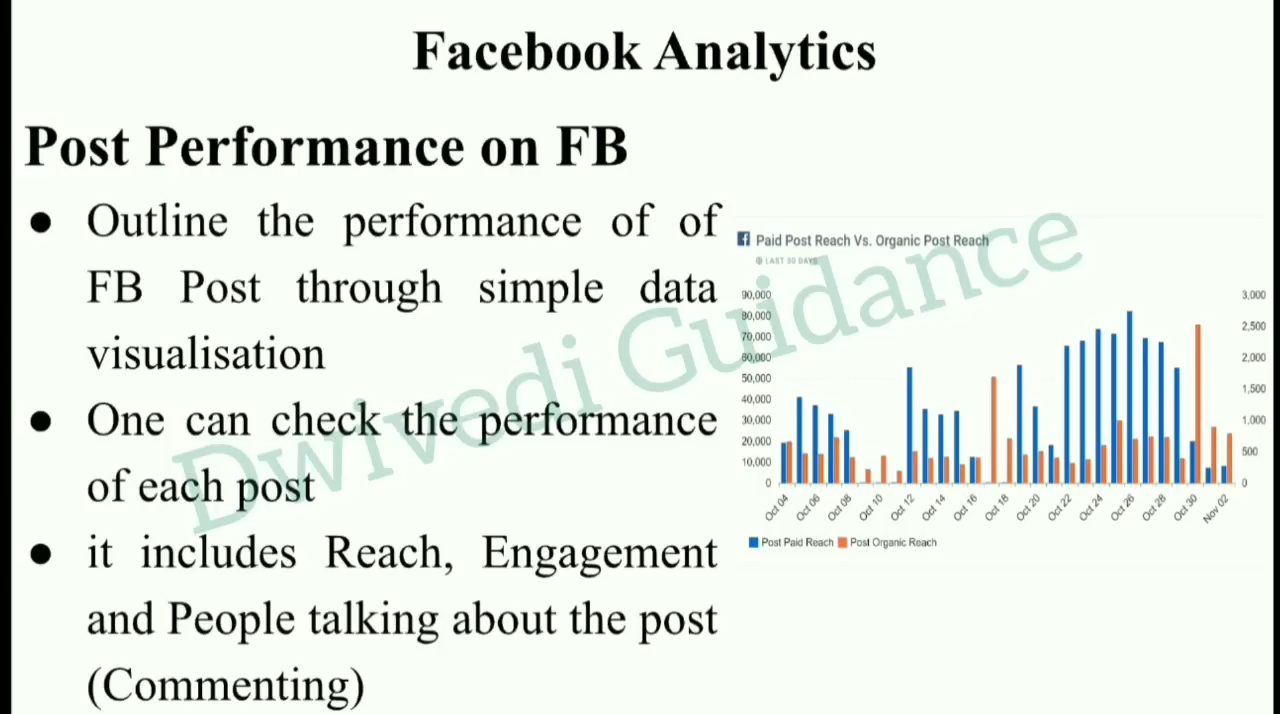 Facebook Analytics
Post Performance on FB
● Outline the performance of of
FB Post through simple data
visualisation
● One can check the performance
of each post
● it includes Reach, Engagement
and People talking about the post
(Commenting)
Paid Post Reach Vs. Organic Post Reach
LAST 30 DAYS
90,000
80,000
70,000
60,000
50,000
40,000
30,000
20,000
10,000
0
3,000
2,500
2,000
1,500
1,000
500
0
Oct 04 Oct 06 Oct 08 Oct 10 Oct 12 Oct 14 Oct 16 Oct 18 Oct 20 Oct 22 Oct 24 Oct 26 Oct 28 Oct 30 Nov 02
Post Paid Reach Post Organic Reach
Dwivedi Guidance